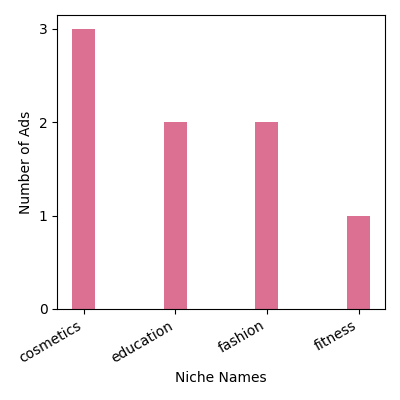 3
2
1
0
Number of Ads
cosmetics
education
fashion
fitness
Niche Names